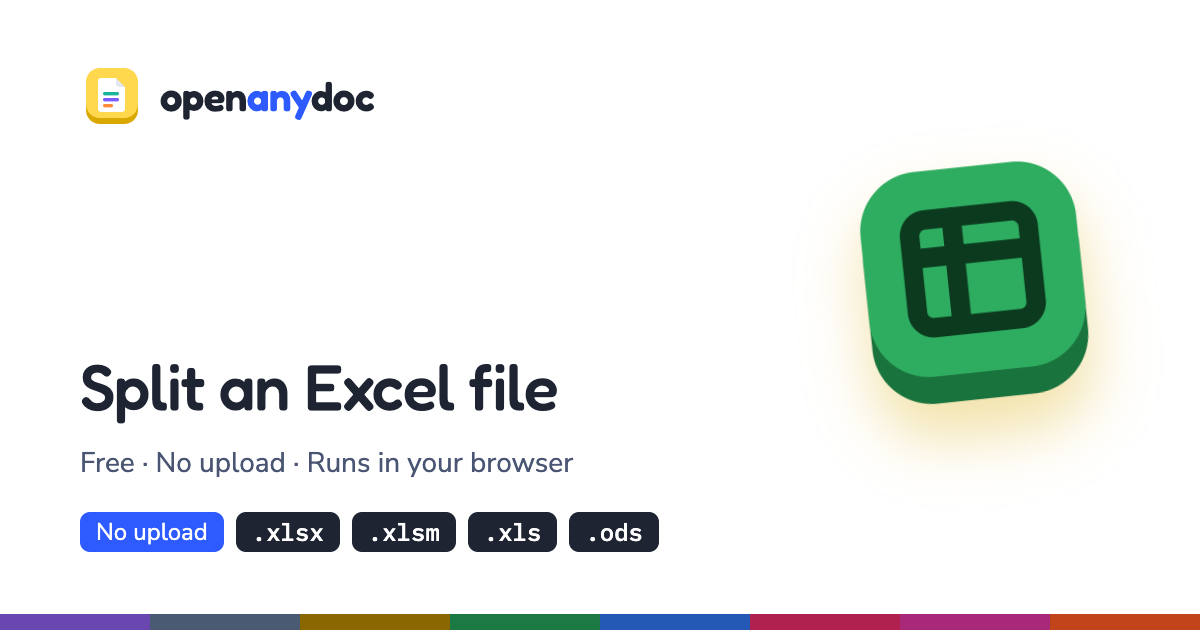 openanydoc
Split an Excel file
Free · No upload · Runs in your browser
No upload .xlsx .xlsm .xls .ods